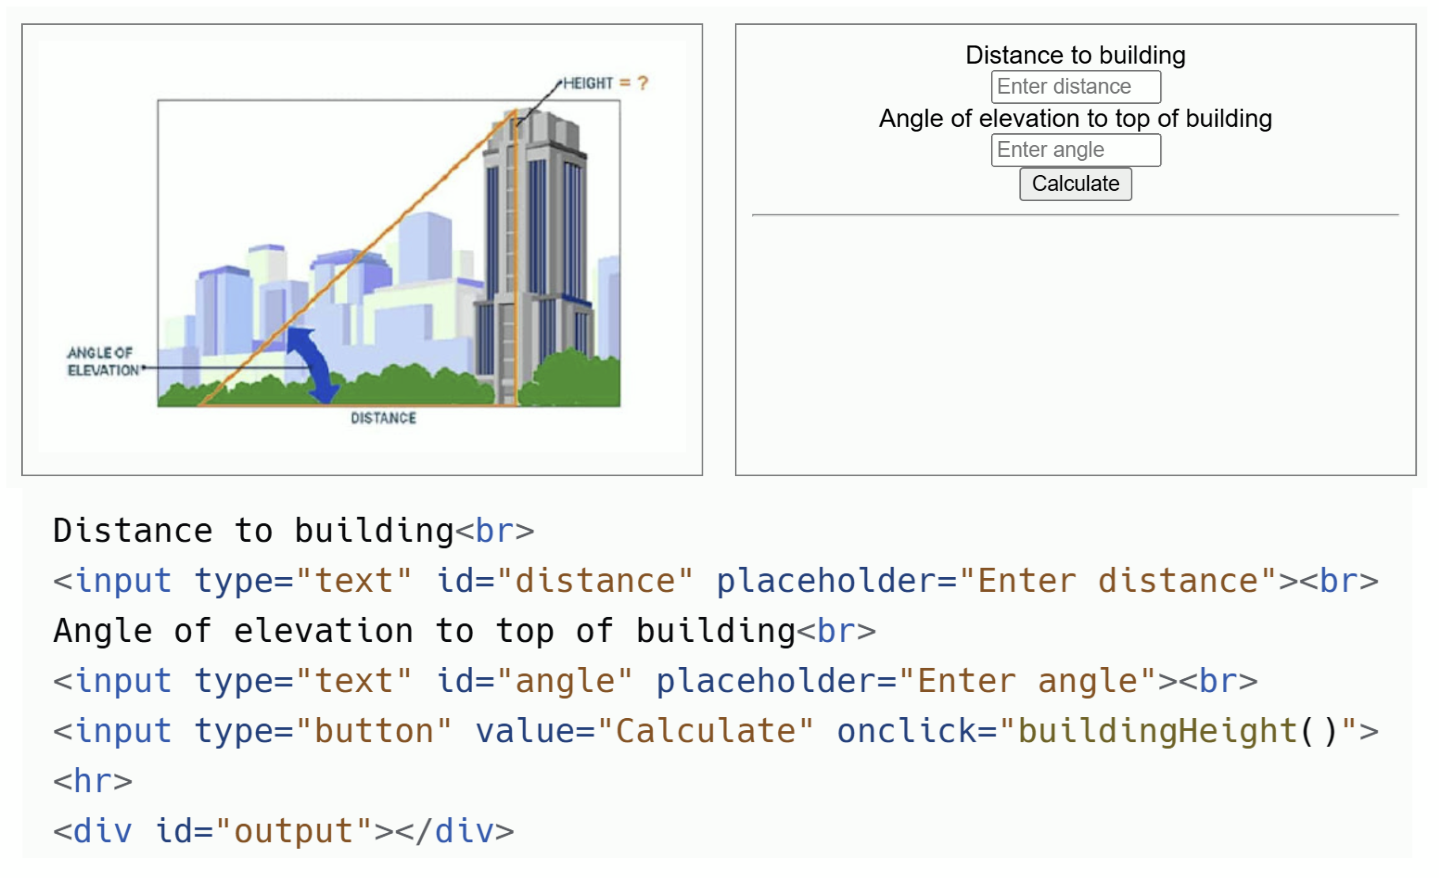 HEIGHT = ?
ANGLE OF
ELEVATION
DISTANCE
Distance to building
Enter distance
Angle of elevation to top of building
Enter angle
Calculate
Distance to building<br>
<input type="text" id="distance" placeholder="Enter distance"><br>
Angle of elevation to top of building<br>
<input type="text" id="angle" placeholder="Enter angle"><br>
<input type="button" value="Calculate" onclick="buildingHeight()">
<hr>
<div id="output"></div>